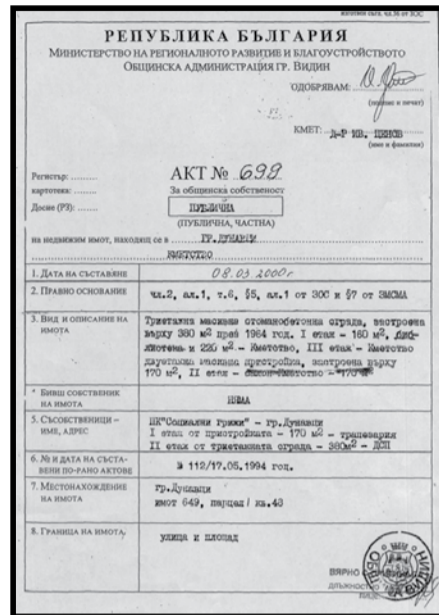 РЕПУБЛИКА БЪЛГАРИЯ
МИНИСТЕРСТВО НА РЕГИОНАЛНОТО РАЗВИТИЕ И БЛАГОУСТРОЙСТВОТО
ОБЩИНСКА АДМИНИСТРАЦИЯ ГР. ВИДИН
ОДОБРЯВАМ:
(подпис и печат)
КМЕТ: Д-Р ИВ. ЦЕНОВ
(име и фамилия)
Регистър: ........
АКТ № 699
картотека: ........
За общинска собственост
Досие (РЗ): ......
ПУБЛИЧНА
(ПУБЛИЧНА, ЧАСТНА)
на недвижим имот, находящ се в ГР.ДУНАВЦИ
КМЕТСТВО
1. ДАТА НА СЪСТАВЯНЕ
08.03.2000г
2. ПРАВНО ОСНОВАНИЕ
чл.2, ал.1, т.6, §5, ал.1 от ЗОС и §7 от ЗМСМА
3. ВИД И ОПИСАНИЕ НА ИМОТА
Триетажна масивна стоманобетонна сграда, застроена
върху 380 м2 през 1964 год. I етаж - 160 м2,
и 220 м2 - Кметство, III етаж - Кметство
двуетажна масивна пристройка, застроена върху
170 м2, II етаж -
* БИВШ СОБСТВЕНИК НА ИМОТА
НЯМА
5. СЪСОБСТВЕНИЦИ – ИМЕ, АДРЕС
ПК"Социални грижи" - гр.Дунавци
I етаж от пристройката - 170 м2 - трапезария
II етаж от триетажната сграда - 380м2 - ДСП
6. № И ДАТА НА СЪСТАВЕНИ ПО-РАНО АКТОВЕ
№ 112/17.05.1994 год.
7. МЕСТОНАХОЖДЕНИЕ НА ИМОТА
гр.Дунавци
имот 649, парцел I кв.43
8. ГРАНИЦА НА ИМОТА,
улица и площад
ВЯРНО